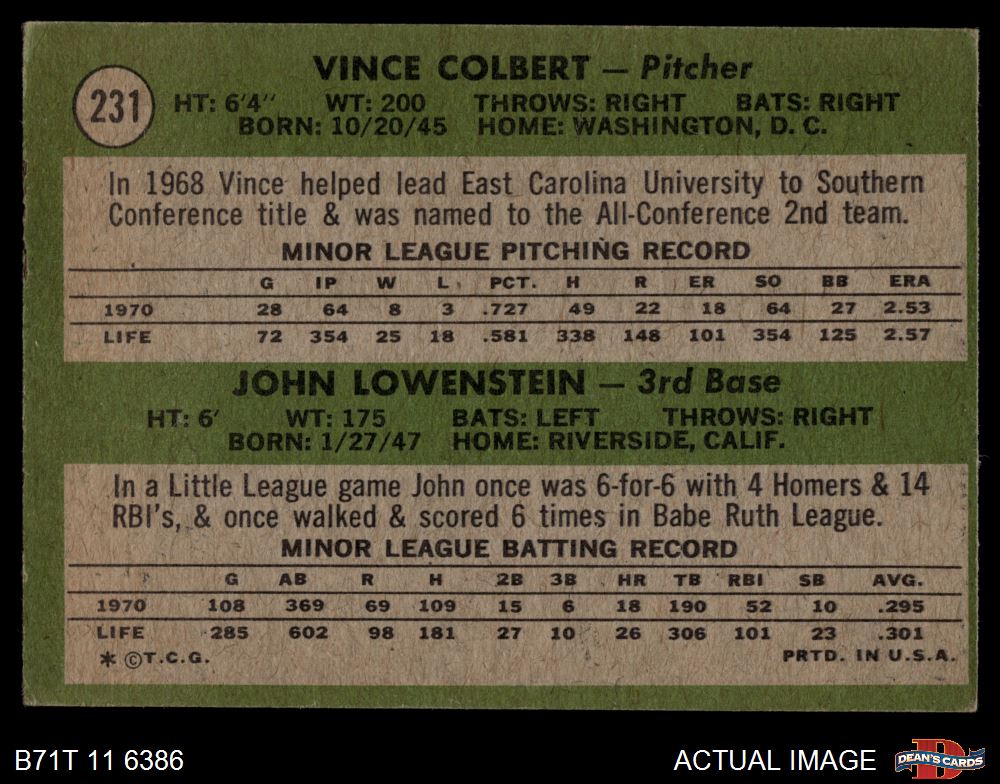 VINCE COLBERT — Pitcher
231
HT: 6'4" WT: 200 THROWS: RIGHT BATS: RIGHT
BORN: 10/20/45 HOME: WASHINGTON, D. C.
In 1968 Vince helped lead East Carolina University to Southern
Conference title & was named to the All-Conference 2nd team.
MINOR LEAGUE PITCHING RECORD
G IP W L PCT. H R ER SO BB ERA
1970 28 64 8 3 .727 49 22 18 64 27 2.53
LIFE 72 354 25 18 .581 338 148 101 354 125 2.57
JOHN LOWENSTEIN — 3rd Base
HT: 6' WT: 175 BATS: LEFT THROWS: RIGHT
BORN: 1/27/47 HOME: RIVERSIDE, CALIF.
In a Little League game John once was 6-for-6 with 4 Homers & 14
RBI's, & once walked & scored 6 times in Babe Ruth League.
MINOR LEAGUE BATTING RECORD
G AB R H 2B 3B HR TB RBI SB AVG.
1970 108 369 69 109 15 6 18 190 52 10 .295
LIFE 285 602 98 181 27 10 26 306 101 23 .301
* ©T.C.G. PRTD. IN U.S.A.
B71T 11 6386 ACTUAL IMAGE DEAN'S CARDS